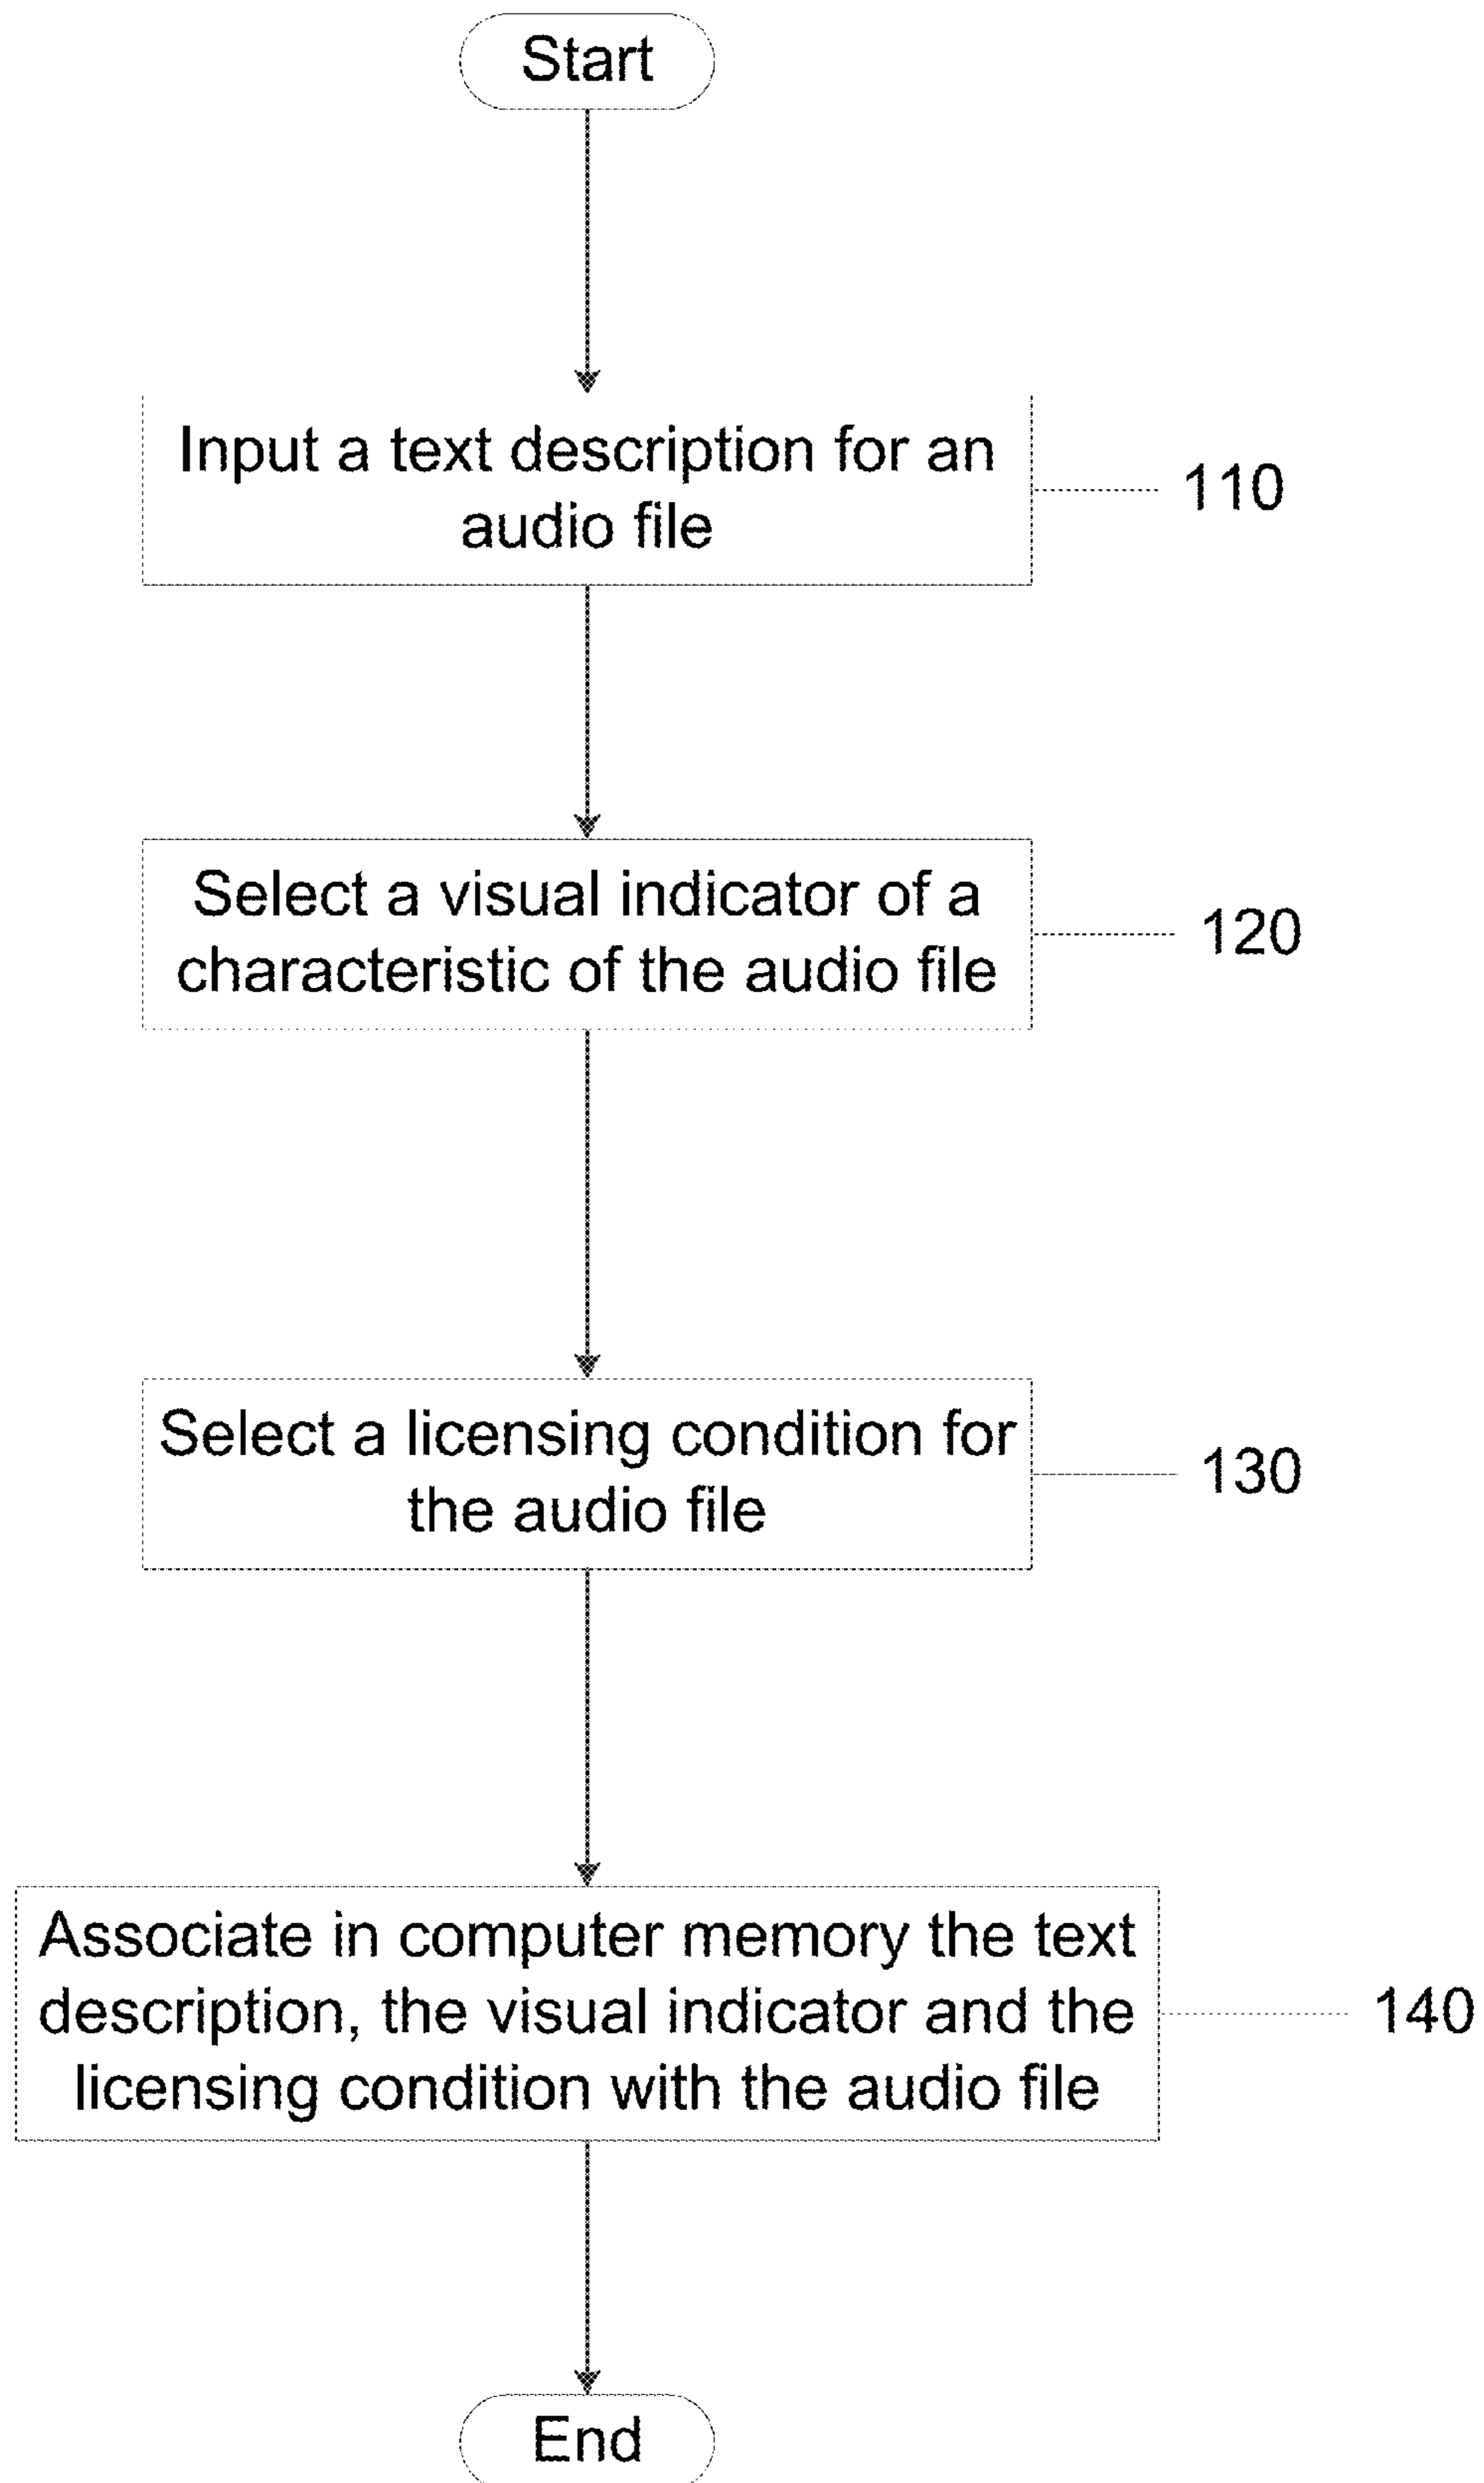 Start
Input a text description for an
audio file
110
Select a visual indicator of a
characteristic of the audio file
120
Select a licensing condition for
the audio file
130
Associate in computer memory the text
description, the visual indicator and the
licensing condition with the audio file
140
End